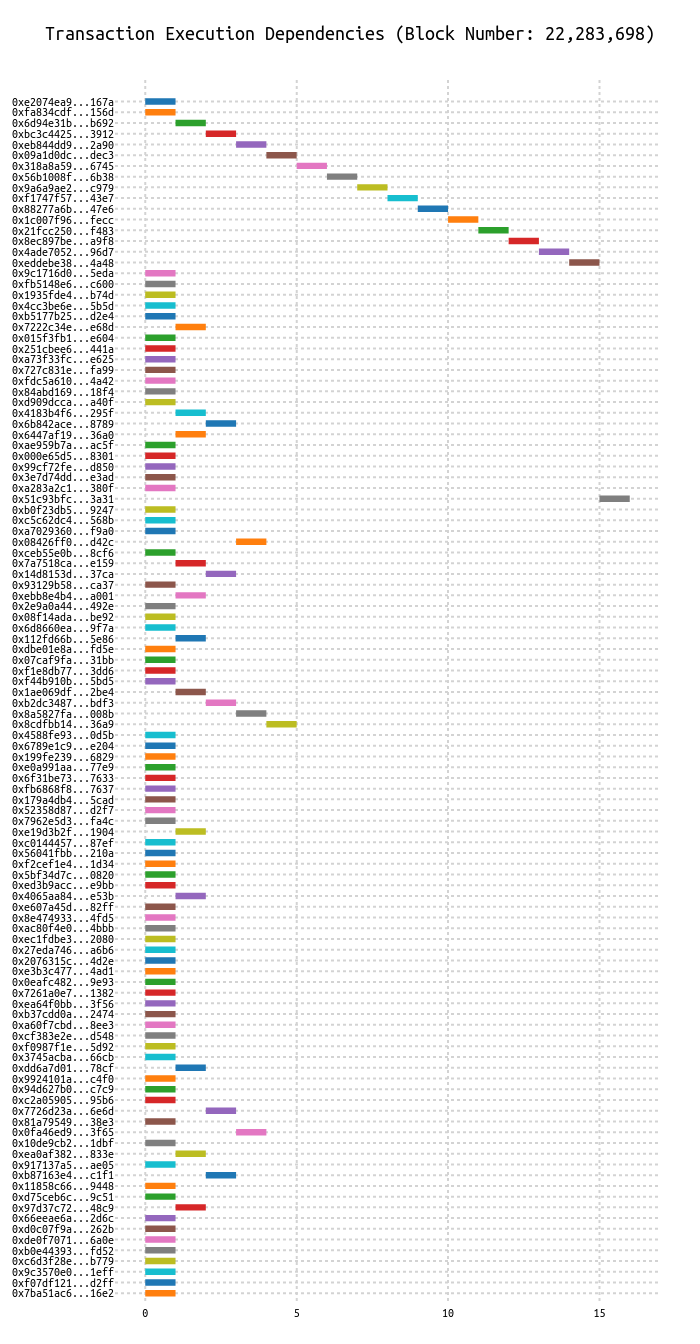 Transaction Execution Dependencies (Block Number: 22,283,698)
0xe2074ea9...167a
0xfa834cdf...156d
0x6d94e31b...b692
0xbc3c4425...3912
0xeb844dd9...2a90
0x09a1d0dc...dec3
0x318a8a59...6745
0x56b1008f...6b38
0x9a6a9ae2...c979
0xf1747f57...43e7
0x88277a6b...47e6
0x1c007f96...fecc
0x21fcc250...f483
0x8ec897be...a9f8
0x4ade7052...96d7
0xeddebe38...4a48
0x9c1716d0...5eda
0xfb5148e6...c600
0x1935fde4...b74d
0x4cc3be6e...5b5d
0xb5177b25...d2e4
0x7222c34e...e68d
0x015f3fb1...e604
0x251cbee6...441a
0xa73f33fc...e625
0x727c831e...fa99
0xfdc5a610...4a42
0x84abd169...18f4
0xd909dcca...a40f
0x4183b4f6...295f
0x6b842ace...8789
0x6447af19...36a0
0xae959b7a...ac5f
0x000e65d5...8301
0x99cf72fe...d850
0x3e7d74dd...e3ad
0xa283a2c1...380f
0x51c93bfc...3a31
0xb0f23db5...9247
0xc5c62dc4...568b
0xa7029360...f9a0
0x08426ff0...d42c
0xceb55e0b...8cf6
0x7a7518ca...e159
0x14d8153d...37ca
0x93129b58...ca37
0xebb8e4b4...a001
0x2e9a0a44...492e
0x08f14ada...be92
0x6d8660ea...9f7a
0x112fd66b...5e86
0xdbe01e8a...fd5e
0x07caf9fa...31bb
0xf1e8db77...3dd6
0xf44b910b...5bd5
0x1ae069df...2be4
0xb2dc3487...bdf3
0x8a5827fa...008b
0x8cdfbb14...36a9
0x4588fe93...0d5b
0x6789e1c9...e204
0x199fe239...6829
0xe0a991aa...77e9
0x6f31be73...7633
0xfb6868f8...7637
0x179a4db4...5cad
0x52358d87...d2f7
0x7962e5d3...fa4c
0xe19d3b2f...1904
0xc0144457...87ef
0x56041fbb...210a
0xf2cef1e4...1d34
0x5bf34d7c...0820
0xed3b9acc...e9bb
0x4065aa84...e53b
0xe607a45d...82ff
0x8e474933...4fd5
0xac80f4e0...4bbb
0xec1fdbe3...2080
0x27eda746...a6b6
0x2076315c...4d2e
0xe3b3c477...4ad1
0x0eafc482...9e93
0x7261a0e7...1382
0xea64f0bb...3f56
0xb37cdd0a...2474
0xa60f7cbd...8ee3
0xcf383e2e...d548
0xf0987f1e...5d92
0x3745acba...66cb
0xdd6a7d01...78cf
0x9924101a...c4f0
0x94d627b0...c7c9
0xc2a05905...95b6
0x7726d23a...6e6d
0x81a79549...38e3
0x0fa46ed9...3f65
0x10de9cb2...1dbf
0xea0af382...833e
0x917137a5...ae05
0xb87163e4...c1f1
0x11858c66...9448
0xd75ceb6c...9c51
0x97d37c72...48c9
0x66eeae6a...2d6c
0xd0c07f9a...262b
0xde0f7071...6a0e
0xb0e44393...fd52
0xc6d3f28e...b779
0x9c3570e0...1eff
0xf07df121...d2ff
0x7ba51ac6...16e2
0 5 10 15